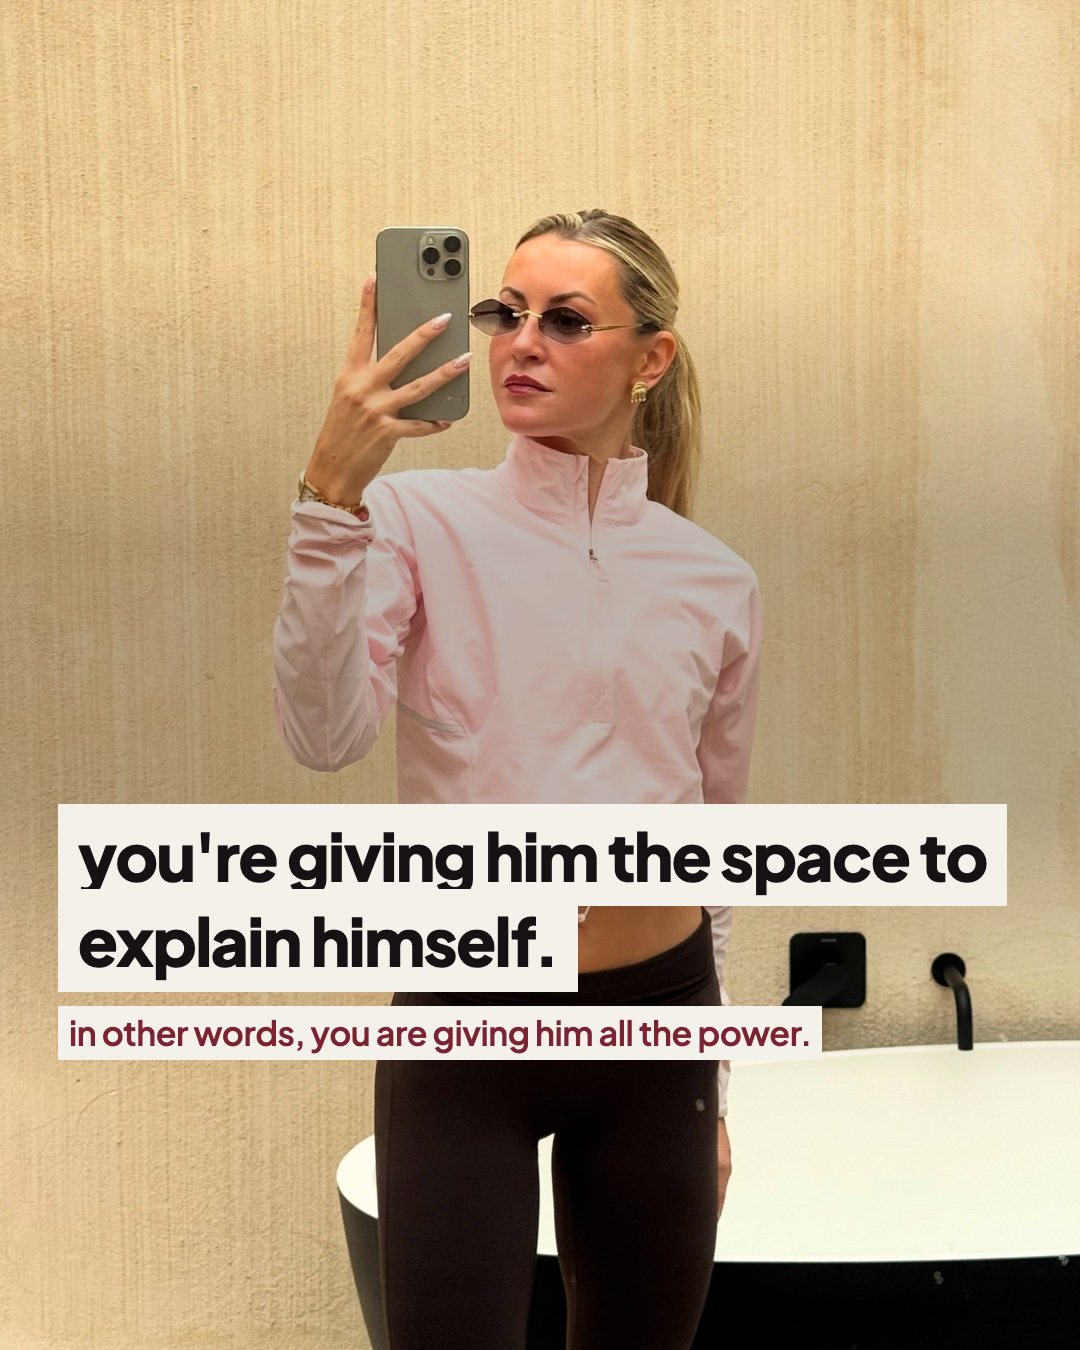 you're giving him the space to
explain himself.
in other words, you are giving him all the power.